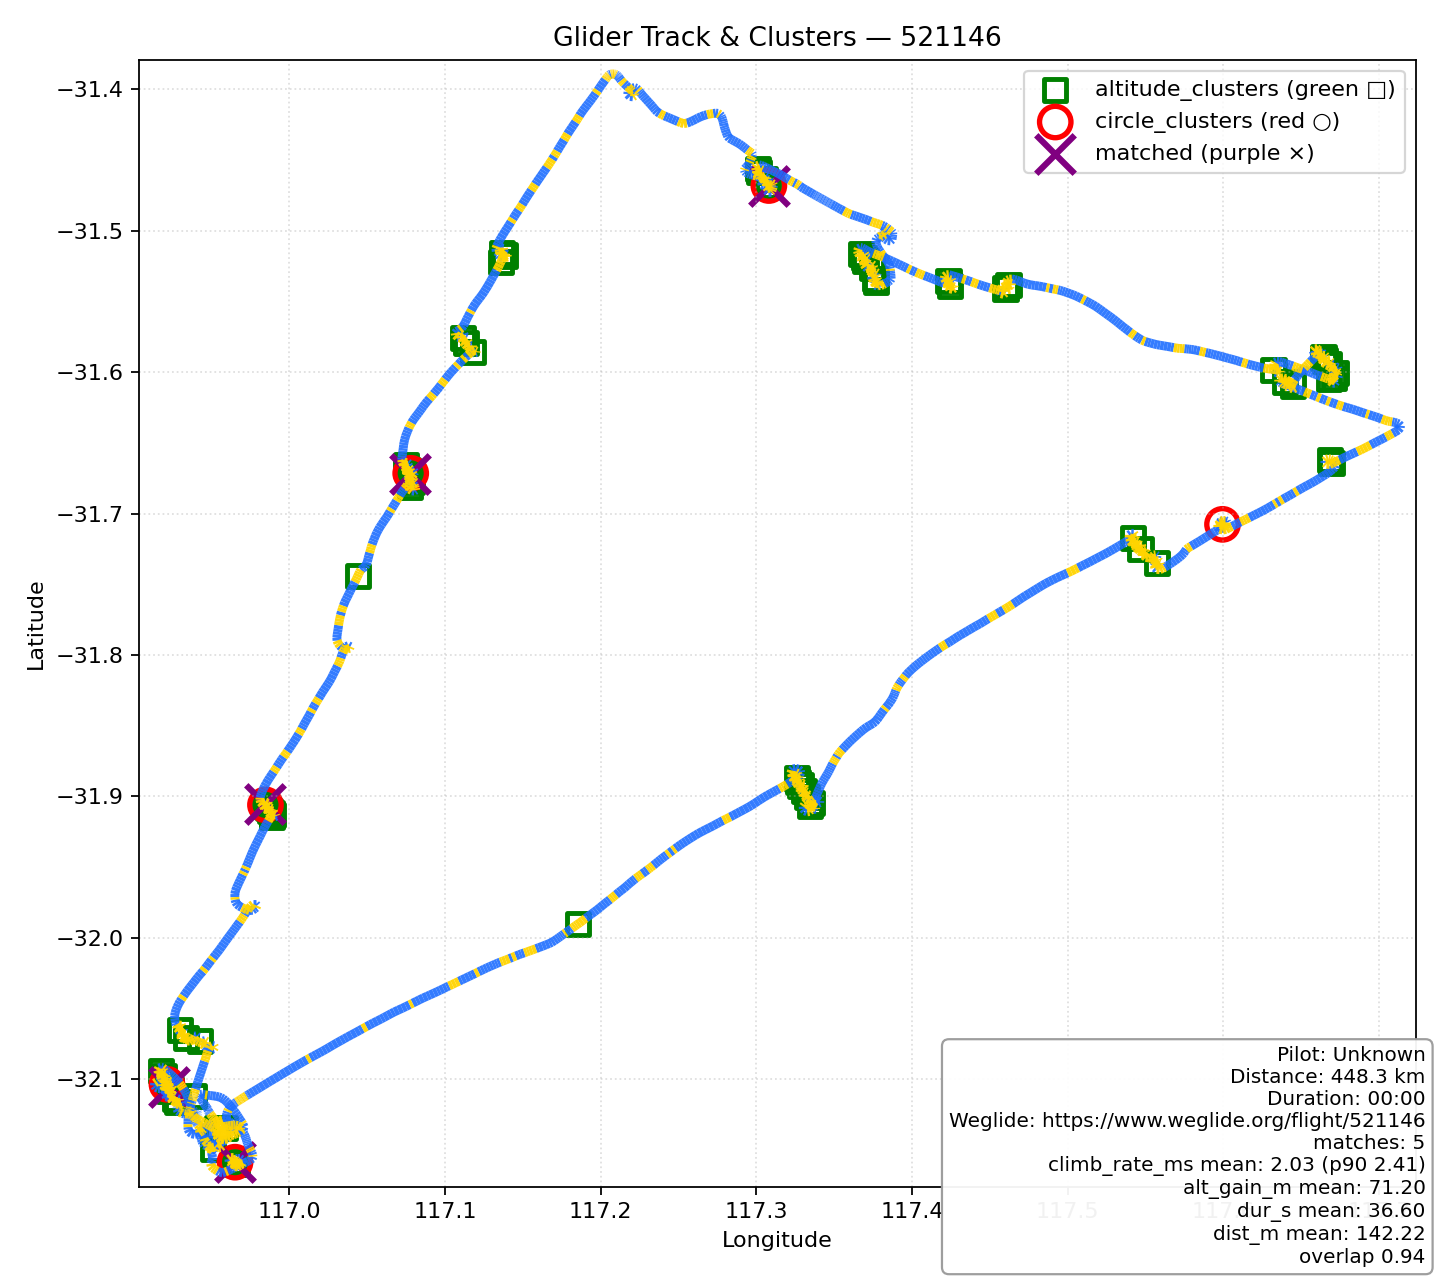 Glider Track & Clusters — 521146
altitude_clusters (green □)
circle_clusters (red ○)
matched (purple ×)
Latitude
−31.4
−31.5
−31.6
−31.7
−31.8
−31.9
−32.0
−32.1
117.0
117.1
117.2
117.3
117.4
117.5
Longitude
Pilot: Unknown
Distance: 448.3 km
Duration: 00:00
Weglide: https://www.weglide.org/flight/521146
matches: 5
climb_rate_ms mean: 2.03 (p90 2.41)
alt_gain_m mean: 71.20
dur_s mean: 36.60
dist_m mean: 142.22
overlap 0.94